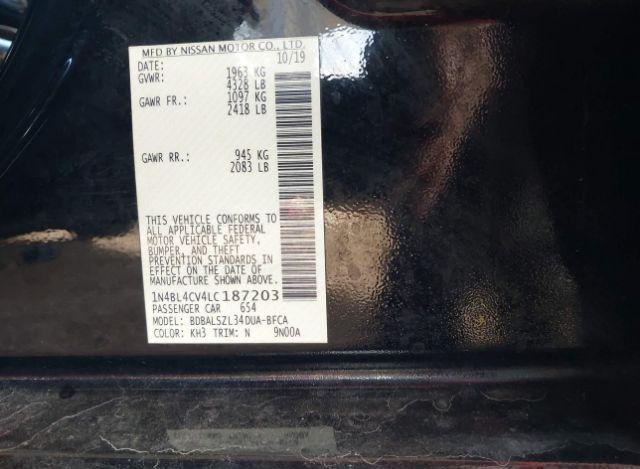 MFD BY NISSAN MOTOR CO., LTD.
DATE: 10/19
GVWR: 1963 KG
4328 LB
GAWR FR.: 1097 KG
2418 LB
GAWR RR.: 945 KG
2083 LB
THIS VEHICLE CONFORMS TO
ALL APPLICABLE FEDERAL
MOTOR VEHICLE SAFETY,
BUMPER, AND THEFT
PREVENTION STANDARDS IN
EFFECT ON THE DATE OF
MANUFACTURE SHOWN ABOVE.
1N4BL4CV4LC187203
PASSENGER CAR 654
MODEL: BDBALSZL34DUA-BFCA
COLOR: KH3 TRIM: N 9N00A